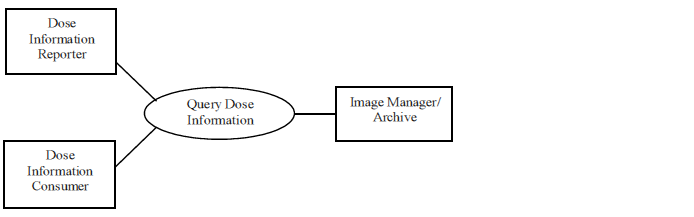 Dose
Information
Reporter
Query Dose
Information
Image Manager/
Archive
Dose
Information
Consumer